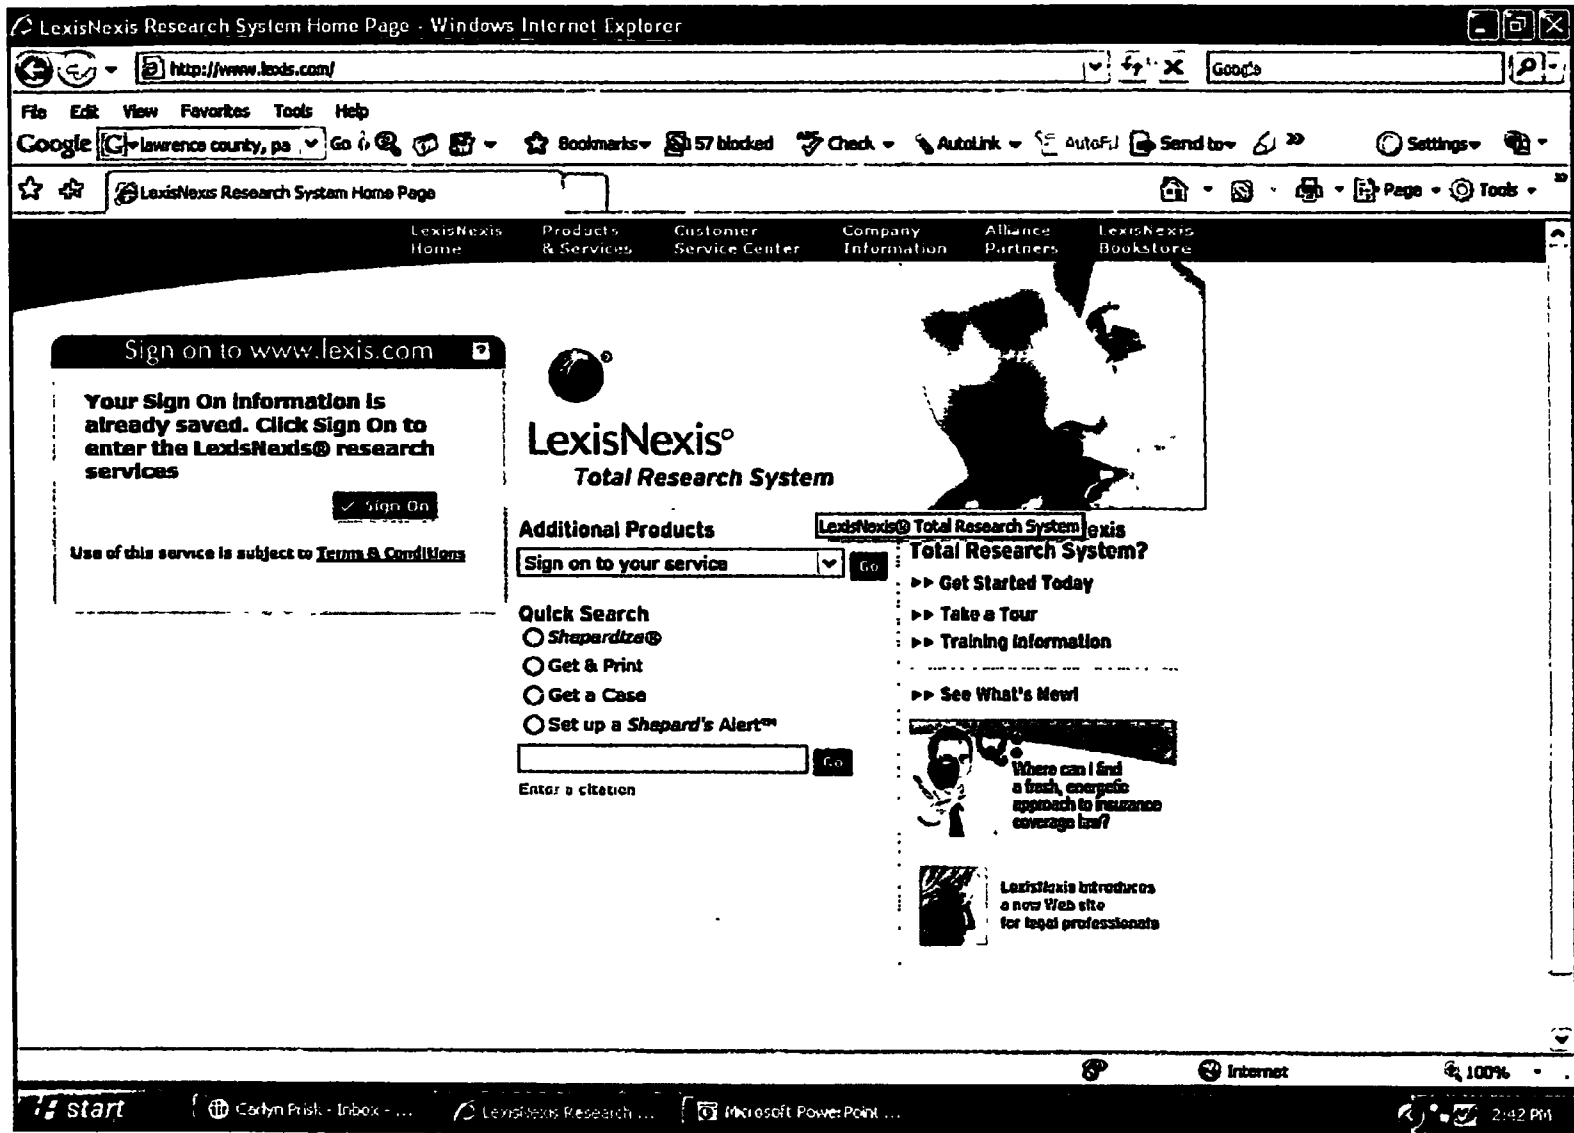 LexisNexis Research System Home Page - Windows Internet Explorer
http://www.lexis.com/
Google
File Edit View Favorites Tools Help
Google lawrence county, pa Go Bookmarks 57 blocked Check AutoLink AutoFill Send to Settings
LexisNexis Research System Home Page
Page Tools
LexisNexis Home
Products & Services
Customer Service Center
Company Information
Alliance Partners
LexisNexis Bookstore
Sign on to www.lexis.com ?
Your Sign On information is
already saved. Click Sign On to
enter the LexisNexis® research
services
Sign On
Use of this service is subject to Terms & Conditions
LexisNexis®
Total Research System
Additional Products
Sign on to your service Go
Quick Search
Shepardize®
Get & Print
Get a Case
Set up a Shepard's Alert™
Go
Enter a citation
LexisNexis® Total Research System
exis
Total Research System?
Get Started Today
Take a Tour
Training Information
See What's New!
Where can I find
a fresh, energetic
approach to insurance
coverage law?
LexisNexis introduces
a new Web site
for legal professionals
Internet 100%
start
Inbox - ...
LexisNexis Research ...
Microsoft PowerPoint ...
2:42 PM